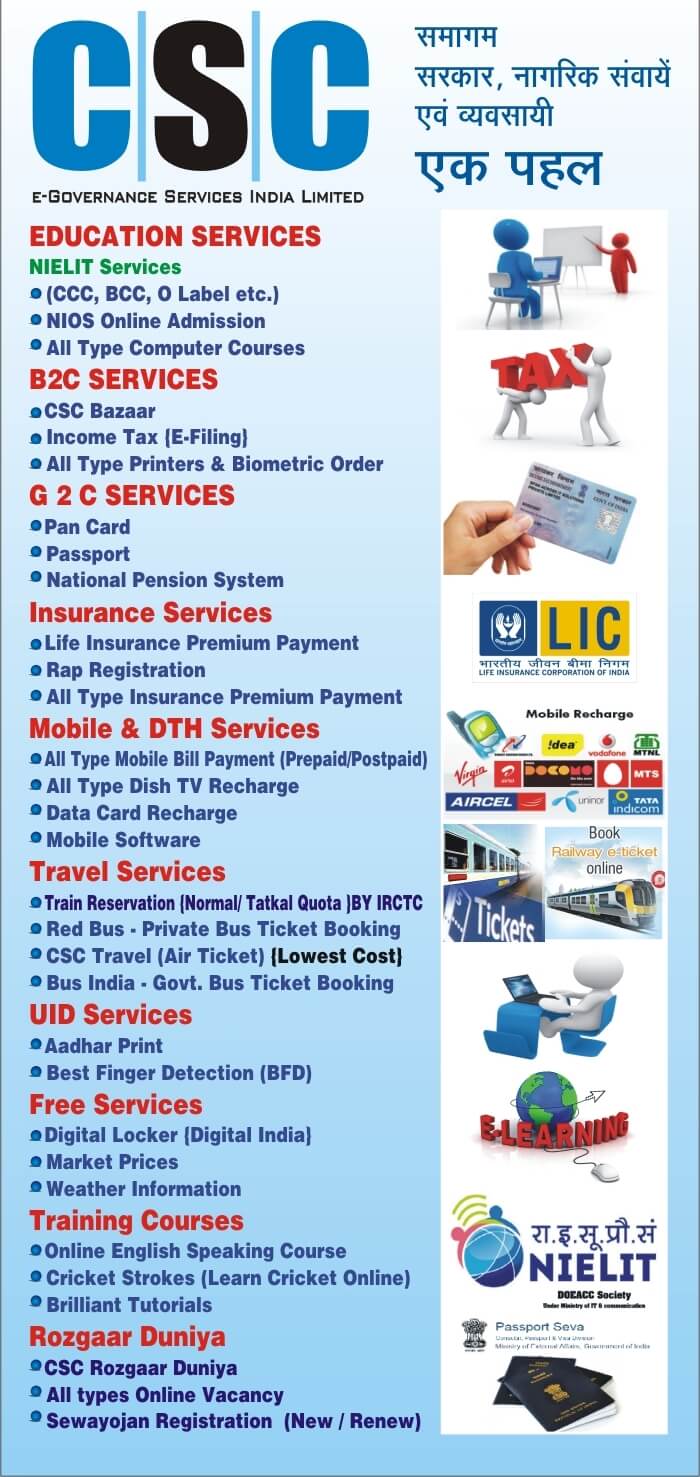 CSC
E-GOVERNANCE SERVICES INDIA LIMITED
समागम
सरकार, नागरिक संवायें
एवं व्यवसायी
एक पहल
EDUCATION SERVICES
NIELIT Services
(CCC, BCC, O Label etc.)
NIOS Online Admission
All Type Computer Courses
B2C SERVICES
CSC Bazaar
Income Tax {E-Filing}
All Type Printers & Biometric Order
G 2 C SERVICES
Pan Card
Passport
National Pension System
Insurance Services
Life Insurance Premium Payment
Rap Registration
All Type Insurance Premium Payment
Mobile & DTH Services
All Type Mobile Bill Payment (Prepaid/Postpaid)
All Type Dish TV Recharge
Data Card Recharge
Mobile Software
Travel Services
Train Reservation {Normal/ Tatkal Quota )BY IRCTC
Red Bus - Private Bus Ticket Booking
CSC Travel (Air Ticket) {Lowest Cost}
Bus India - Govt. Bus Ticket Booking
UID Services
Aadhar Print
Best Finger Detection (BFD)
Free Services
Digital Locker {Digital India}
Market Prices
Weather Information
Training Courses
Online English Speaking Course
Cricket Strokes (Learn Cricket Online)
Brilliant Tutorials
Rozgaar Duniya
CSC Rozgaar Duniya
All types Online Vacancy
Sewayojan Registration (New / Renew)
TAX
भारत सरकार
GOVT. OF INDIA
LIC
भारतीय जीवन बीमा निगम
LIFE INSURANCE CORPORATION OF INDIA
Mobile Recharge
!dea
vodafone
MTNL
Virgin
airtel
DOCOMO
MTS
AIRCEL
uninor
TATA
indicom
Tickets
Book
Railway e-ticket
online
E-LEARNING
रा.इ.सू.प्रौ.सं
NIELIT
DOEACC Society
Under Ministry of IT & communication
Passport Seva
Consular, Passport & Visa Division
Ministry of External Affairs, Government of India